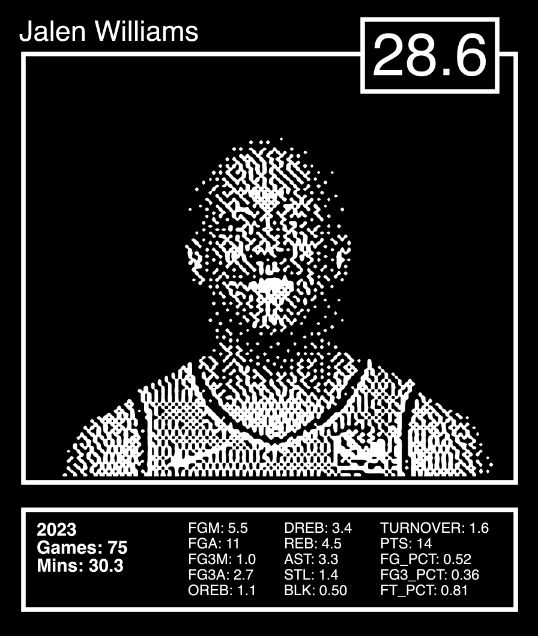 Jalen Williams
28.6
2023
Games: 75
Mins: 30.3
FGM: 5.5
FGA: 11
FG3M: 1.0
FG3A: 2.7
OREB: 1.1
DREB: 3.4
REB: 4.5
AST: 3.3
STL: 1.4
BLK: 0.50
TURNOVER: 1.6
PTS: 14
FG_PCT: 0.52
FG3_PCT: 0.36
FT_PCT: 0.81